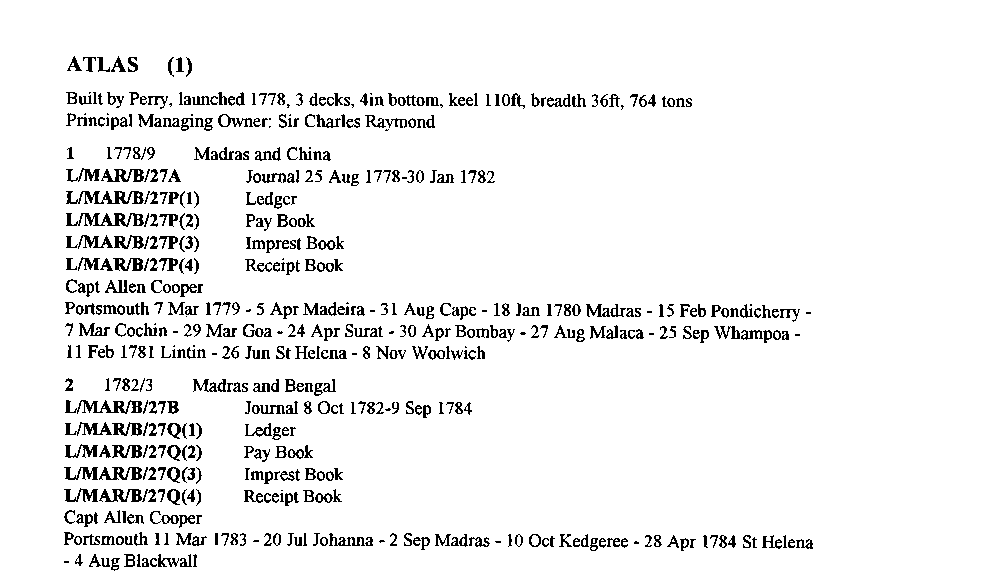 ATLAS (1)
Built by Perry, launched 1778, 3 decks, 4in bottom, keel 110ft, breadth 36ft, 764 tons
Principal Managing Owner: Sir Charles Raymond
1 1778/9 Madras and China
L/MAR/B/27A Journal 25 Aug 1778-30 Jan 1782
L/MAR/B/27P(1) Ledger
L/MAR/B/27P(2) Pay Book
L/MAR/B/27P(3) Imprest Book
L/MAR/B/27P(4) Receipt Book
Capt Allen Cooper
Portsmouth 7 Mar 1779 - 5 Apr Madeira - 31 Aug Cape - 18 Jan 1780 Madras - 15 Feb Pondicherry -
7 Mar Cochin - 29 Mar Goa - 24 Apr Surat - 30 Apr Bombay - 27 Aug Malaca - 25 Sep Whampoa -
11 Feb 1781 Lintin - 26 Jun St Helena - 8 Nov Woolwich
2 1782/3 Madras and Bengal
L/MAR/B/27B Journal 8 Oct 1782-9 Sep 1784
L/MAR/B/27Q(1) Ledger
L/MAR/B/27Q(2) Pay Book
L/MAR/B/27Q(3) Imprest Book
L/MAR/B/27Q(4) Receipt Book
Capt Allen Cooper
Portsmouth 11 Mar 1783 - 20 Jul Johanna - 2 Sep Madras - 10 Oct Kedgeree - 28 Apr 1784 St Helena
- 4 Aug Blackwall